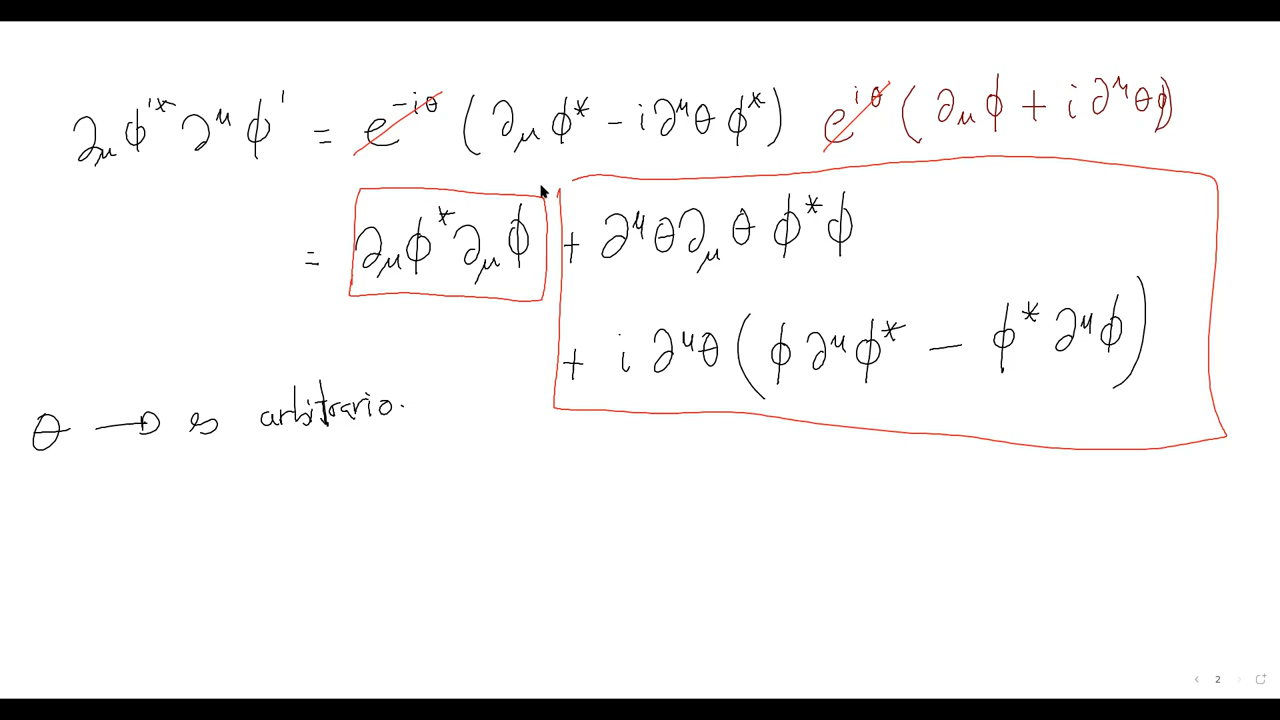 ∂_μ φ'* ∂^μ φ' = e^{-iθ} (∂_μ φ* - i ∂^μ θ φ*) e^{iθ} (∂_μ φ + i ∂^μ θ φ)
= ∂_μ φ* ∂_μ φ + ∂^μ θ ∂_μ θ φ* φ
+ i ∂^μ θ (φ ∂^μ φ* - φ* ∂^μ φ)
θ → es arbitrario.
2